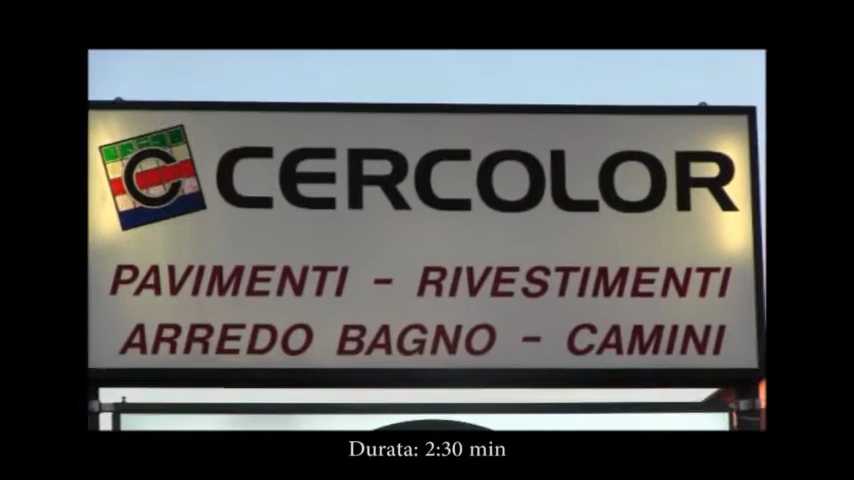 CERCOLOR
PAVIMENTI - RIVESTIMENTI
ARREDO BAGNO - CAMINI
Durata: 2:30 min